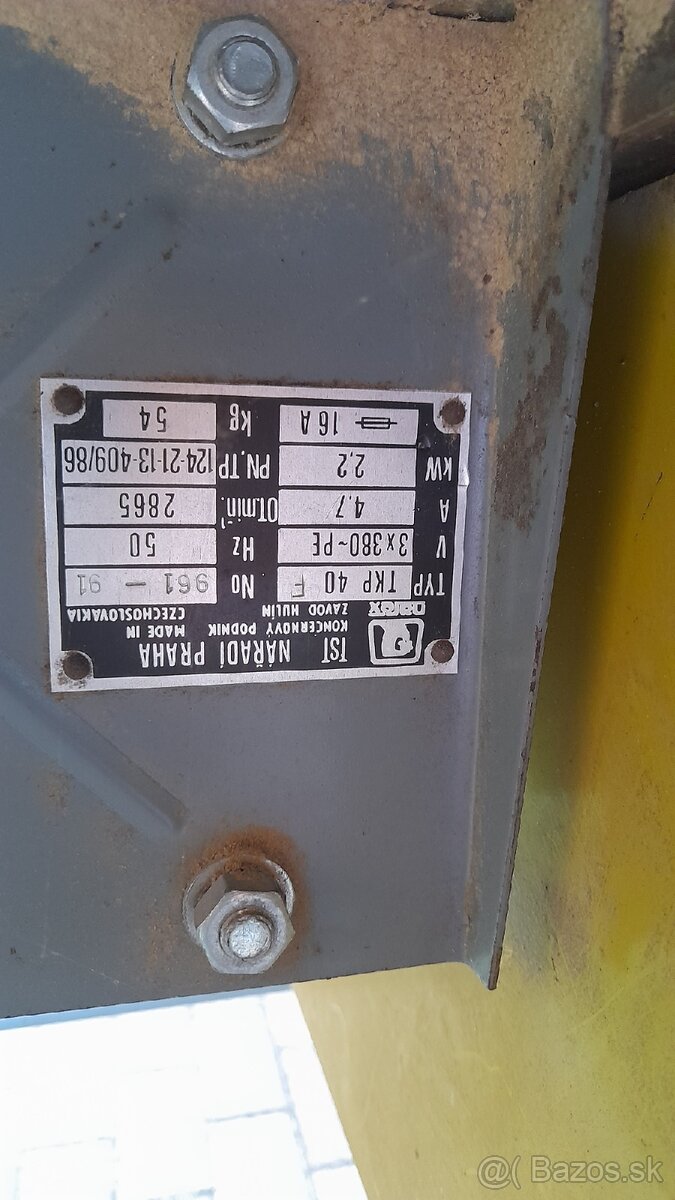 TST NÁŘADÍ PRAHA
KONCERNOVÝ PODNIK MADE IN
narex ZÁVOD HULÍN CZECHOSLOVAKIA
TYP TKP 40 F No 961 - 91
V 3x380~PE Hz 50
A 4,7 OT.min.⁻¹ 2865
kW 2,2 PN,TP 124-21-13-409/86
16A kg 54
@( Bazos.sk